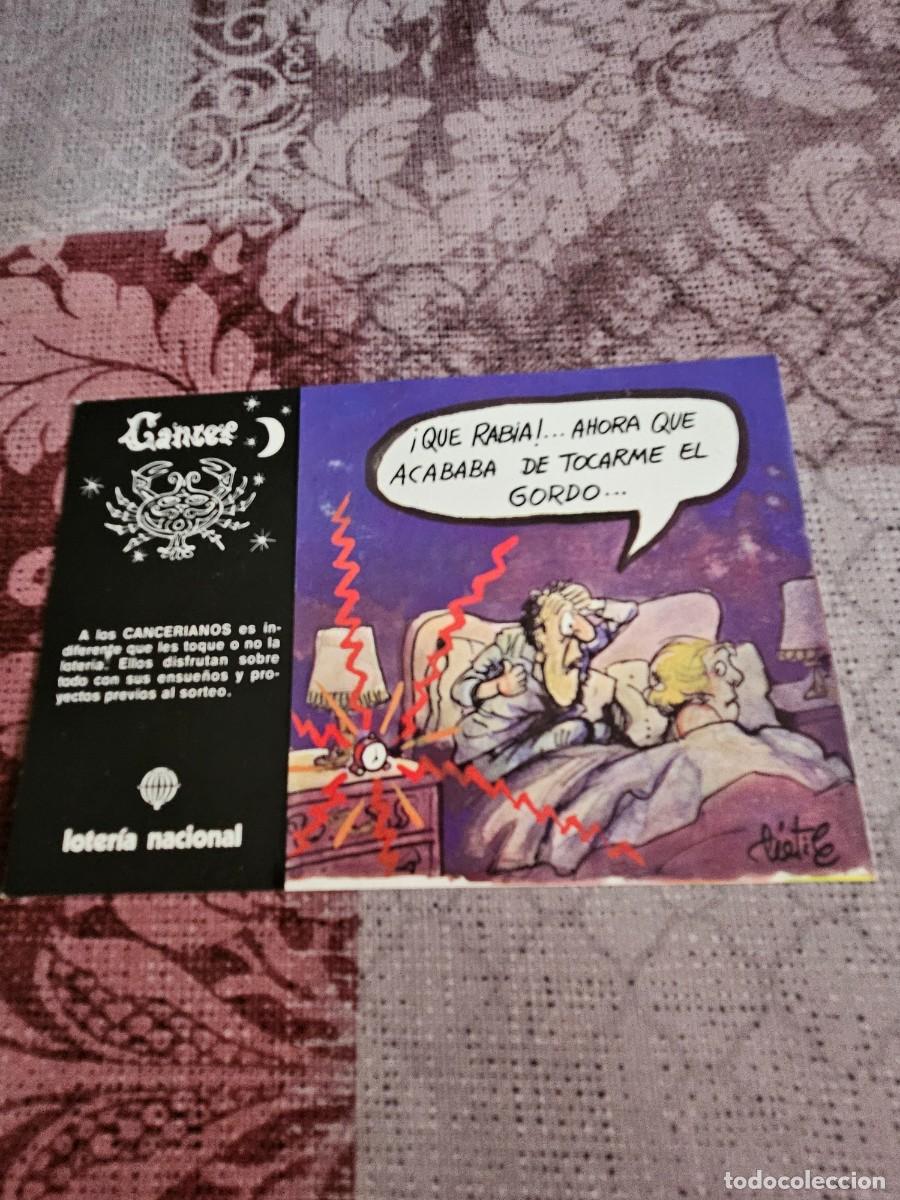 Cancer
A los CANCERIANOS es in-
diferente que les toque o no la
lotería. Ellos disfrutan sobre
todo con sus ensueños y pro-
yectos previos al sorteo.
lotería nacional
¡QUE RABIA!... AHORA QUE
ACABABA DE TOCARME EL
GORDO...
todocoleccion